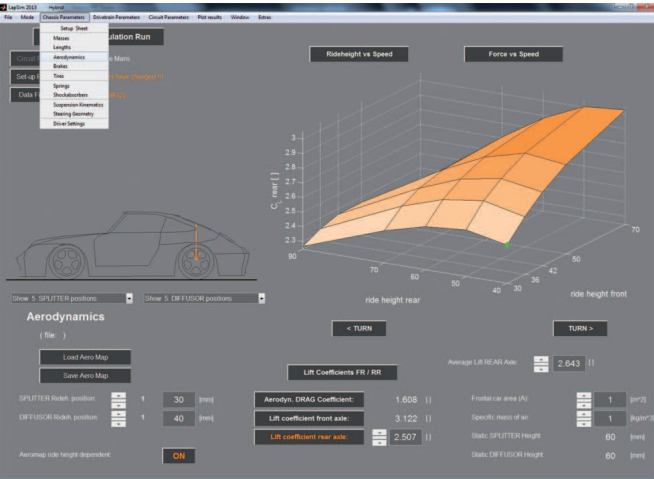 LapSim 2013 Hybrid
File Mode Chassis Parameters Drivetrain Parameters Circuit Parameters Plot results Window Extras
Setup Sheet
Masses
Lengths
Aerodynamics
Brakes
Tires
Springs
Shockabsorbers
Suspension Kinematics
Steering Geometry
Driver Settings
ulation Run
Circuit
Mans
Set-up
have changed !!!
Data
Rideheight vs Speed
Force vs Speed
C rear [ ]
3
2.9
2.8
2.7
2.6
2.5
2.4
2.3
90
70
60
50
40
30
36
42
50
70
ride height rear
ride height front
Show 5 SPLITTER positions
Show 5 DIFFUSOR positions
Aerodynamics
( file: )
< TURN
TURN >
Load Aero Map
Save Aero Map
Lift Coefficients FR / RR
Average Lift REAR Axle: 2.643 [ ]
SPLITTER Rideh. position: 1 30 [mm]
DIFFUSOR Rideh. position: 1 40 [mm]
Aeromap ride height dependent: ON
Aerodyn. DRAG Coefficient: 1.608 [ ]
Lift coefficient front axle: 3.122 [ ]
Lift coefficient rear axle: 2.507 [ ]
Frontal car area (A): 1 [m^2]
Specific mass of air: 1 [kg/m^3]
Static SPLITTER Height 60 [mm]
Static DIFFUSOR Height 60 [mm]